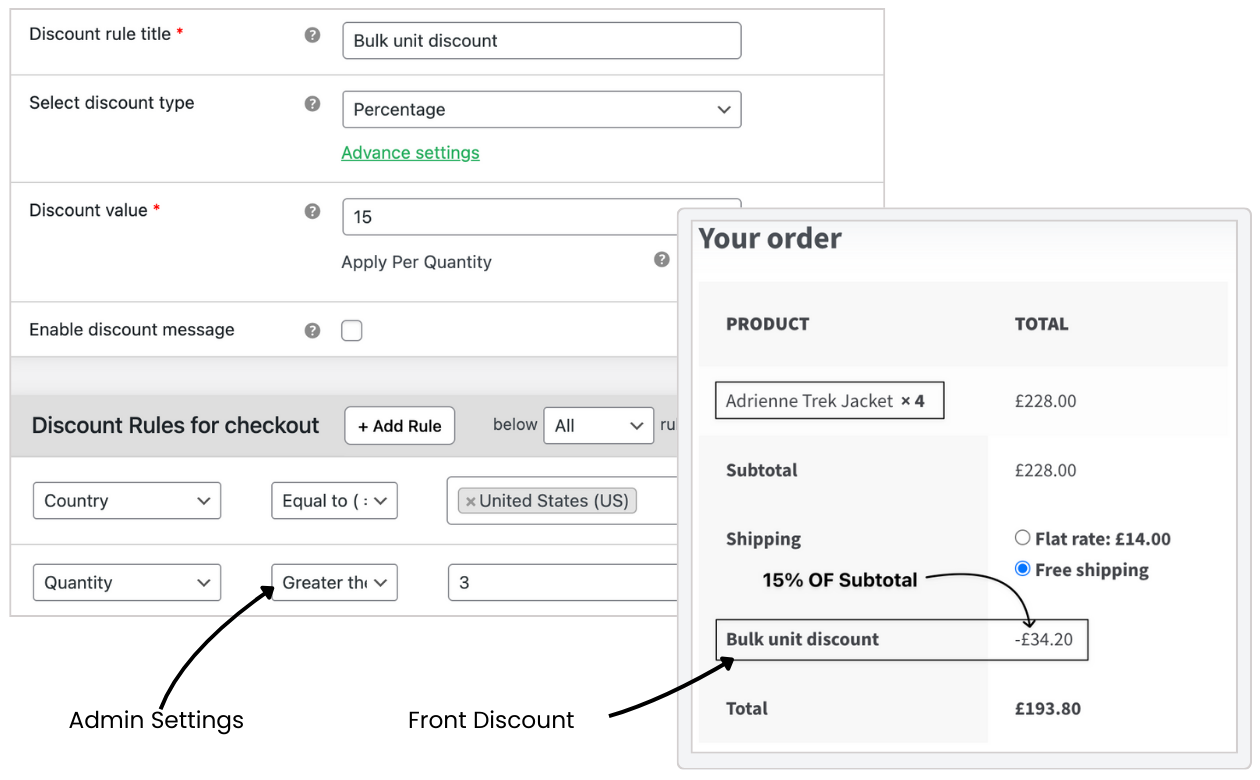 Discount rule title *
?
Bulk unit discount
Select discount type
?
Percentage
Advance settings
Discount value *
?
15
Apply Per Quantity
?
Enable discount message
?
Discount Rules for checkout
+ Add Rule
below
All
Country
Equal to ( :
× United States (US)
Quantity
Greater
3
Admin Settings
Front Discount
Your order
PRODUCT TOTAL
Adrienne Trek Jacket × 4 £228.00
Subtotal £228.00
Shipping Flat rate: £14.00
Free shipping
15% OF Subtotal
Bulk unit discount -£34.20
Total £193.80